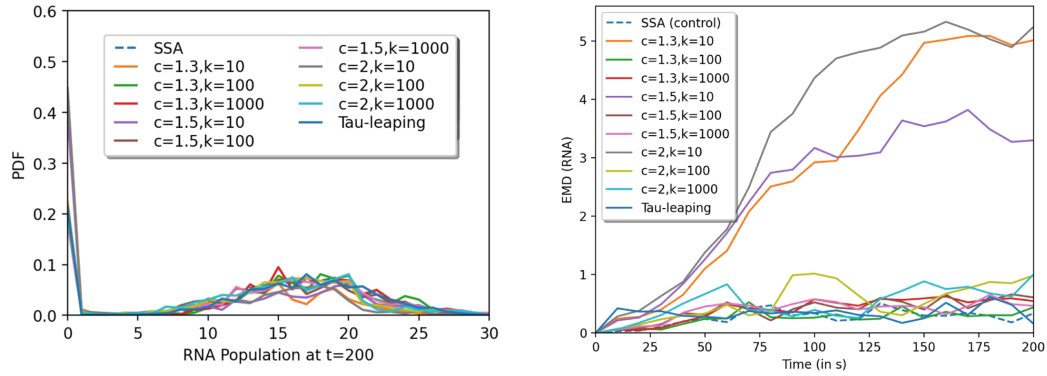 0.6
0.5
0.4
0.3
0.2
0.1
0.0
PDF
SSA
c=1.3,k=10
c=1.3,k=100
c=1.3,k=1000
c=1.5,k=10
c=1.5,k=100
c=1.5,k=1000
c=2,k=10
c=2,k=100
c=2,k=1000
Tau-leaping
0 5 10 15 20 25 30
RNA Population at t=200
5
4
3
2
1
0
EMD (RNA)
SSA (control)
c=1.3,k=10
c=1.3,k=100
c=1.3,k=1000
c=1.5,k=10
c=1.5,k=100
c=1.5,k=1000
c=2,k=10
c=2,k=100
c=2,k=1000
Tau-leaping
0 25 50 75 100 125 150 175 200
Time (in s)